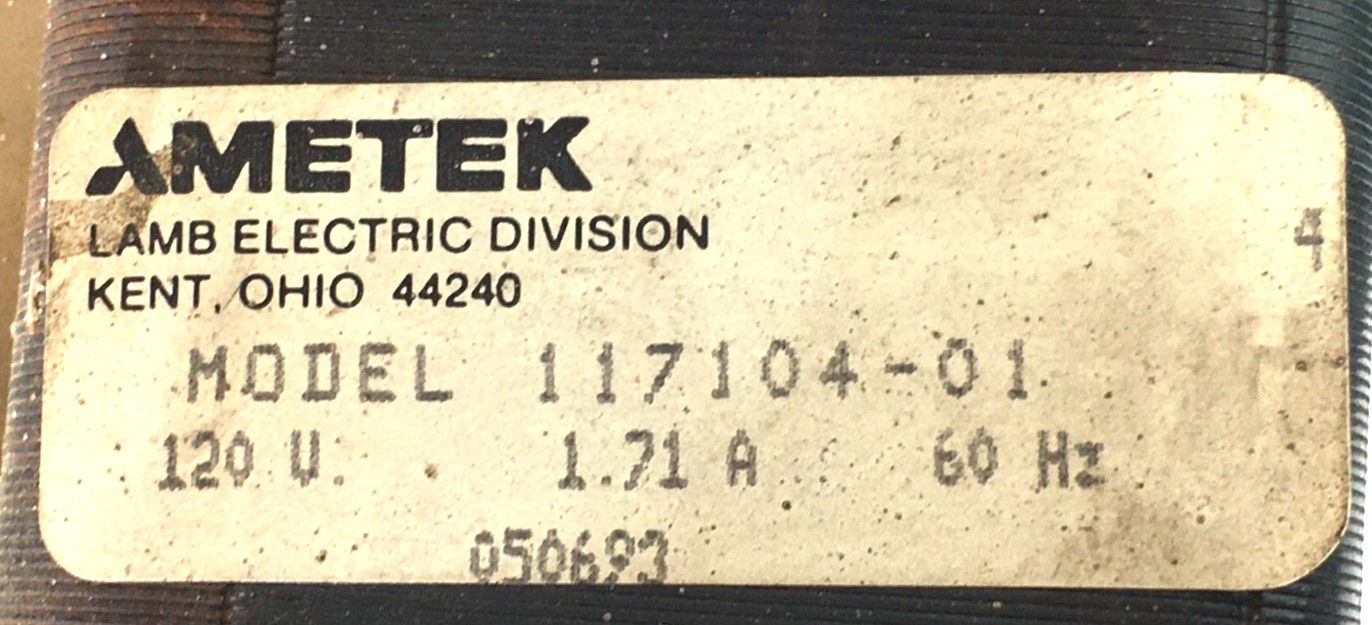 AMETEK
LAMB ELECTRIC DIVISION
KENT, OHIO 44240
4
MODEL 117104-01
120 V. 1.71 A 60 Hz
050693